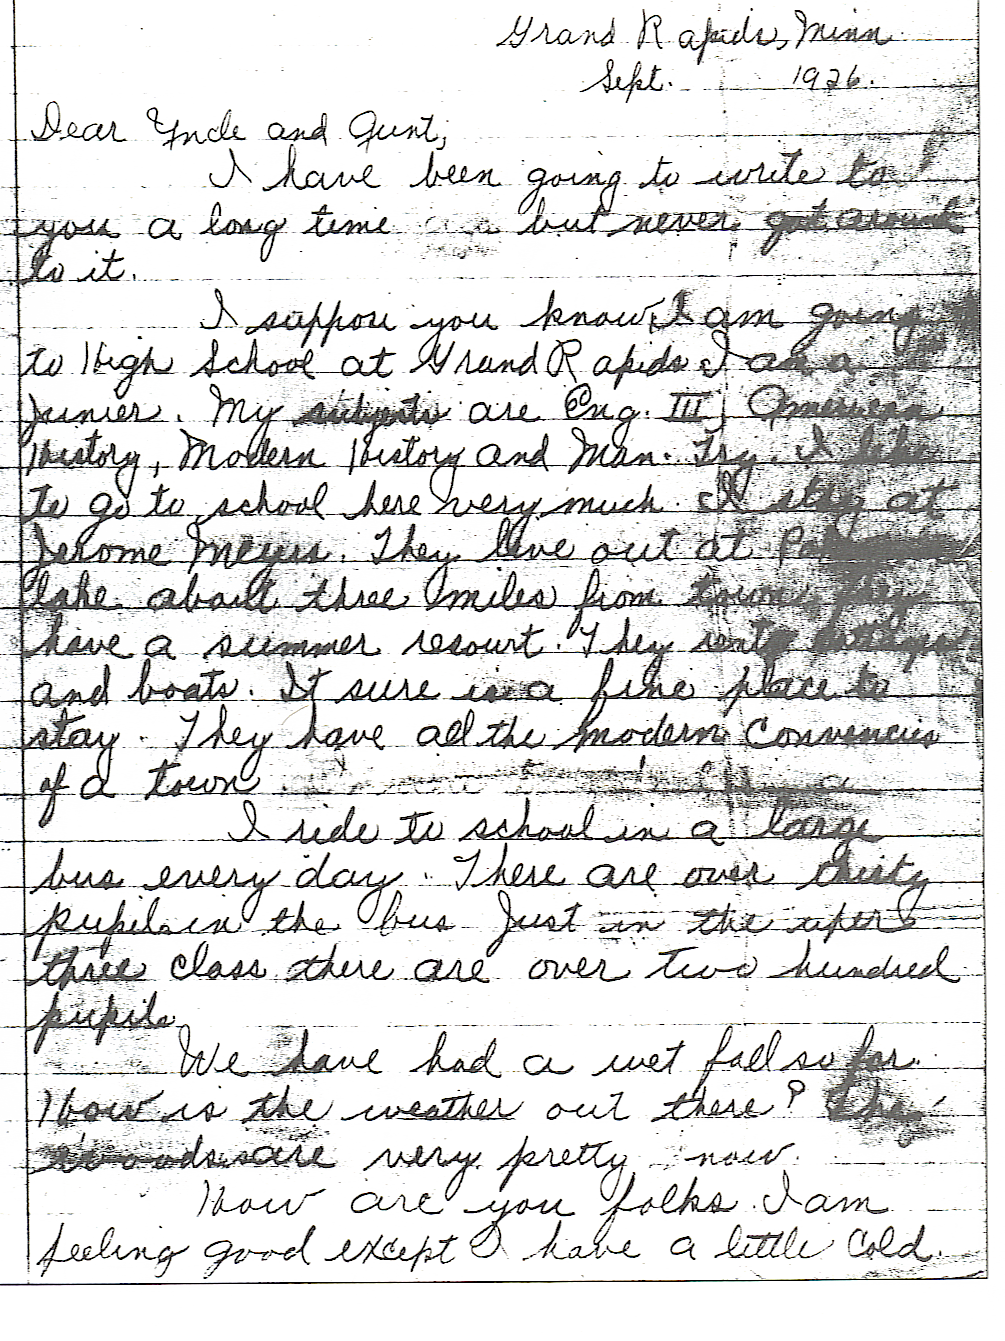 Grand Rapids, Minn.
Sept. 1926.
Dear Uncle and Aunt,
I have been going to write to
you a long time but never got around
to it.
I suppose you know I am going
to High School at Grand Rapids I am a
Junier. My subjects are Eng. III, American
History, Modern History and Man. Try. I like
to go to school here very much. I stay at
Jerome Meyers. They live out at
lake about three miles from town. They
have a summer resourt. They rent cottages
and boats. It sure is a fine place to
stay. They have all the modern convencies
of a town
I ride to school in a large
bus every day. There are over thirty
pupils in the bus Just in the uper
three class there are over two hundred
pupils
We have had a wet fall so far.
How is the weather out there? The
woods are very pretty now.
How are you folks. I am
feeling good except I have a little cold.